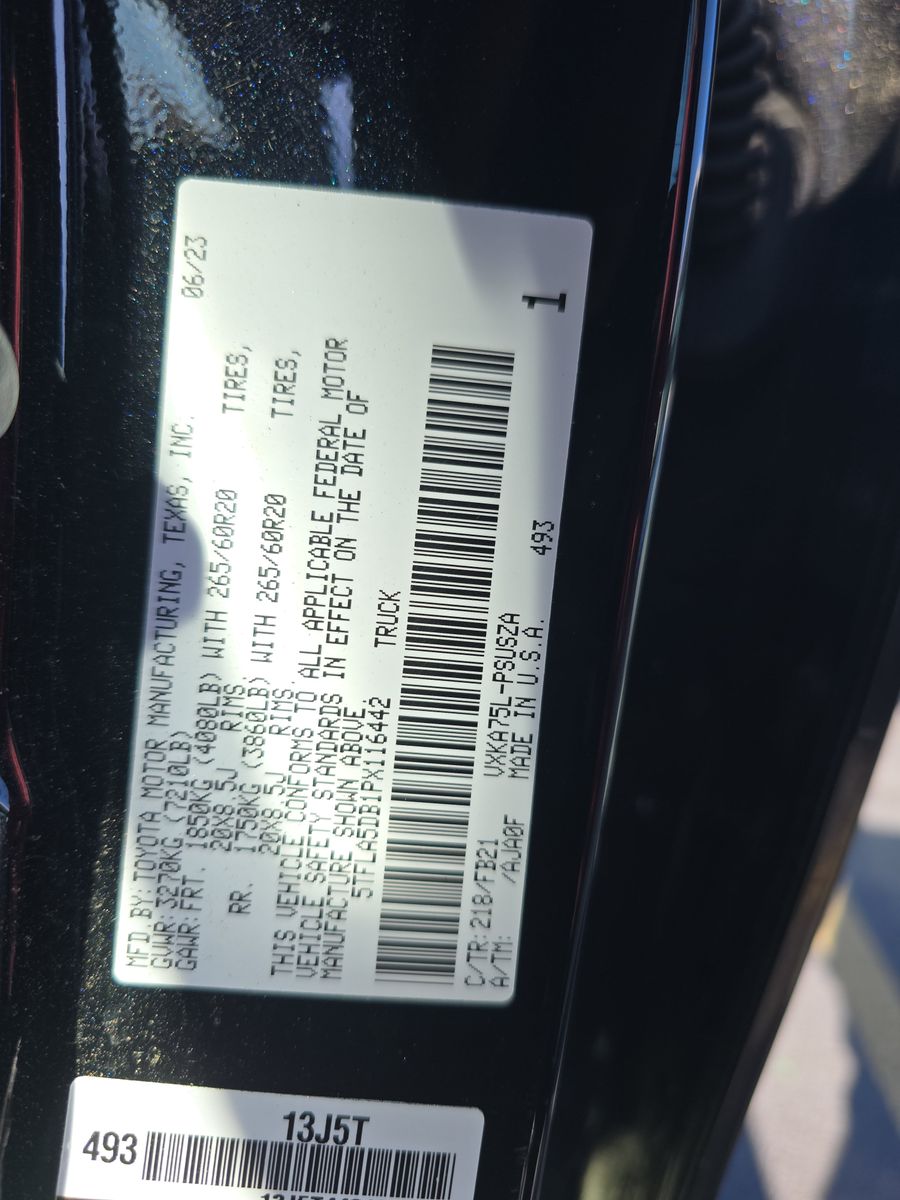 MFD.BY:TOYOTA MOTOR MANUFACTURING, TEXAS, INC. 06/23
GVWR:3270KG (7210LB)
GAWR:FRT. 1850KG (4080LB) WITH 265/60R20 TIRES,
20X8.5J RIMS,
RR. 1750KG (3860LB) WITH 265/60R20 TIRES,
20X8.5J RIMS.
THIS VEHICLE CONFORMS TO ALL APPLICABLE FEDERAL MOTOR
VEHICLE SAFETY STANDARDS IN EFFECT ON THE DATE OF
MANUFACTURE SHOWN ABOVE.
5TFLA5DB1PX116442 TRUCK
C/TR:218/FB21 VXKA75L-PSUSZA
A/TM: /AJA0F MADE IN U.S.A. 493 1
493 13J5T